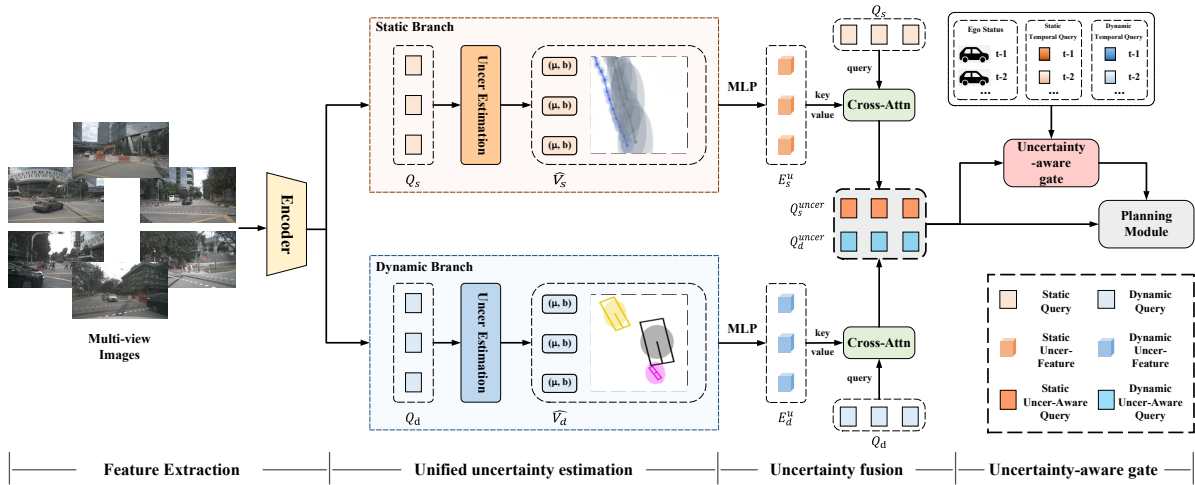 Static Branch
Q_s
Uncer Estimation
(μ, b)
(μ, b)
(μ, b)
\widehat{V_s}
MLP
E_s^u
Q_s
query
key
value
Cross-Attn
Ego Status
t-1
t-2
...
Static
Temporal Query
t-1
t-2
...
Dynamic
Temporal Query
t-1
t-2
...
Uncertainty
-aware
gate
Planning
Module
Encoder
Multi-view
Images
Q_s^{uncer}
Q_d^{uncer}
Dynamic Branch
Q_d
Uncer Estimation
(μ, b)
(μ, b)
(μ, b)
\widehat{V_d}
MLP
E_d^u
key
value
Cross-Attn
query
Q_d
Static
Query
Dynamic
Query
Static
Uncer-
Feature
Dynamic
Uncer-
Feature
Static
Uncer-Aware
Query
Dynamic
Uncer-Aware
Query
Feature Extraction
Unified uncertainty estimation
Uncertainty fusion
Uncertainty-aware gate